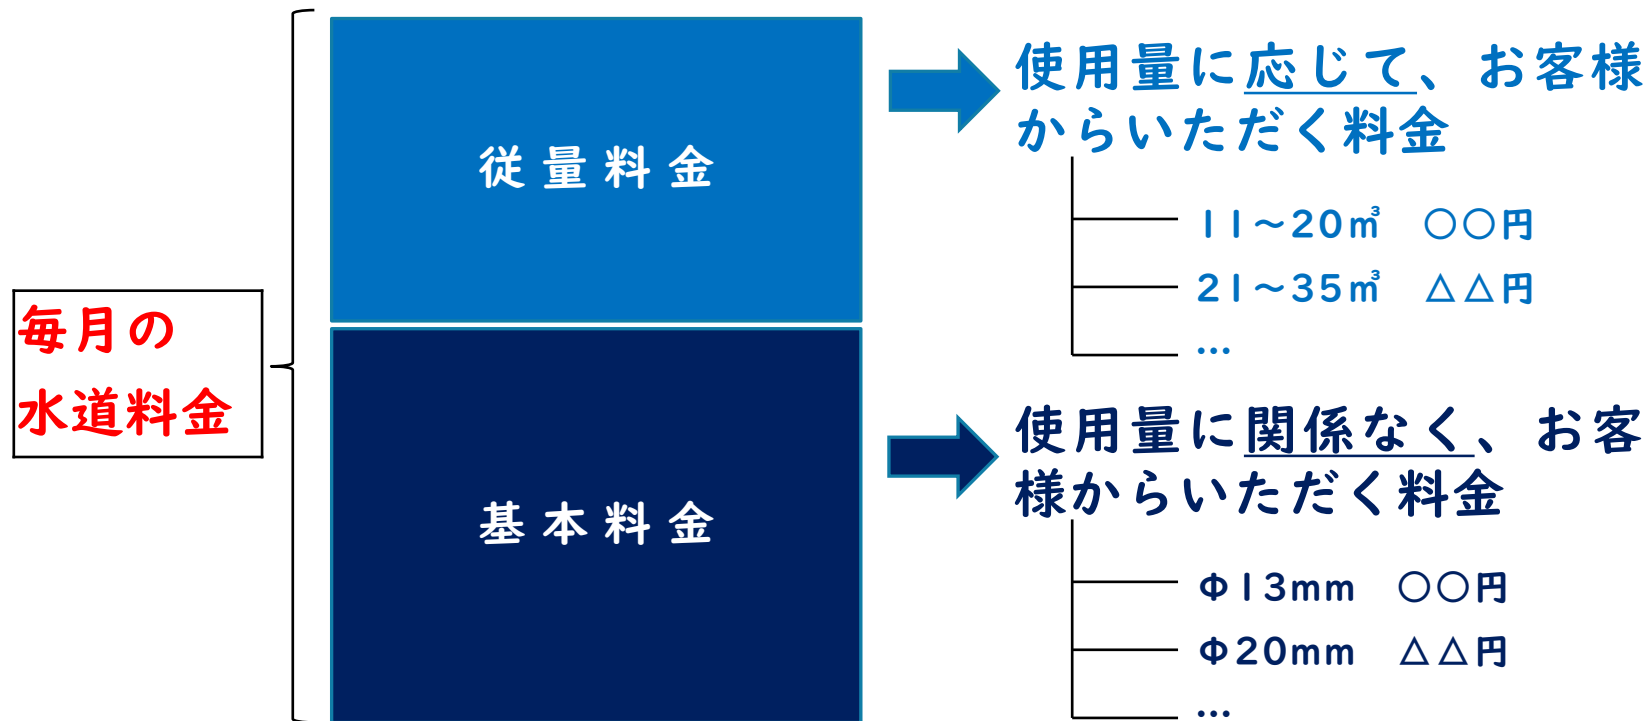 毎月の
水道料金
従量料金
使用量に応じて、お客様
からいただく料金
11～20㎥　○○円
21～35㎥　△△円
…
基本料金
使用量に関係なく、お客
様からいただく料金
Φ13mm　○○円
Φ20mm　△△円
…